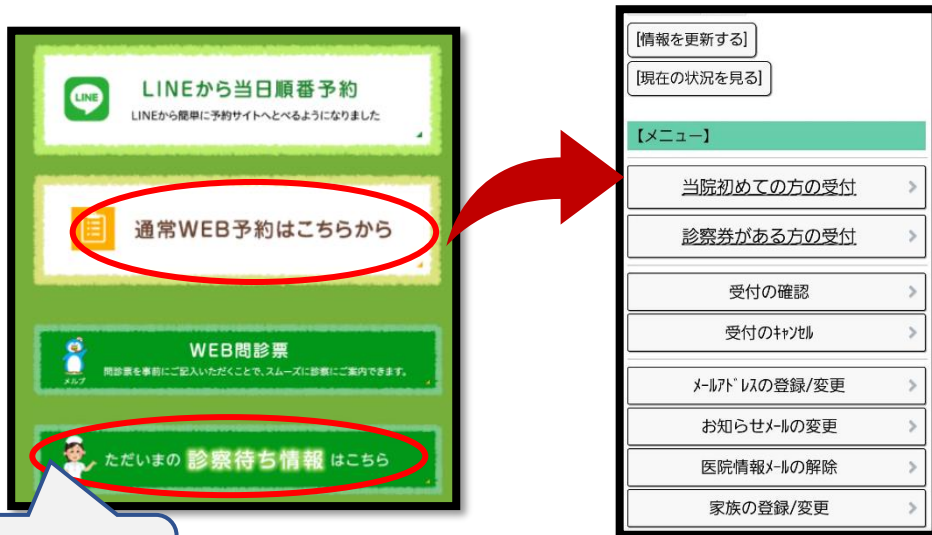 LINE
LINEから当日順番予約
LINEから簡単に予約サイトへとべるようになりました
通常WEB予約はこちらから
WEB問診票
問診票を事前にご記入いただくことで、スムーズに診察にご案内できます。
メルプ
ただいまの 診察待ち情報 はこちら
[情報を更新する]
[現在の状況を見る]
【メニュー】
当院初めての方の受付
診察券がある方の受付
受付の確認
受付のｷｬﾝｾﾙ
ﾒｰﾙｱﾄﾞﾚｽの登録/変更
お知らせﾒｰﾙの変更
医院情報ﾒｰﾙの解除
家族の登録/変更